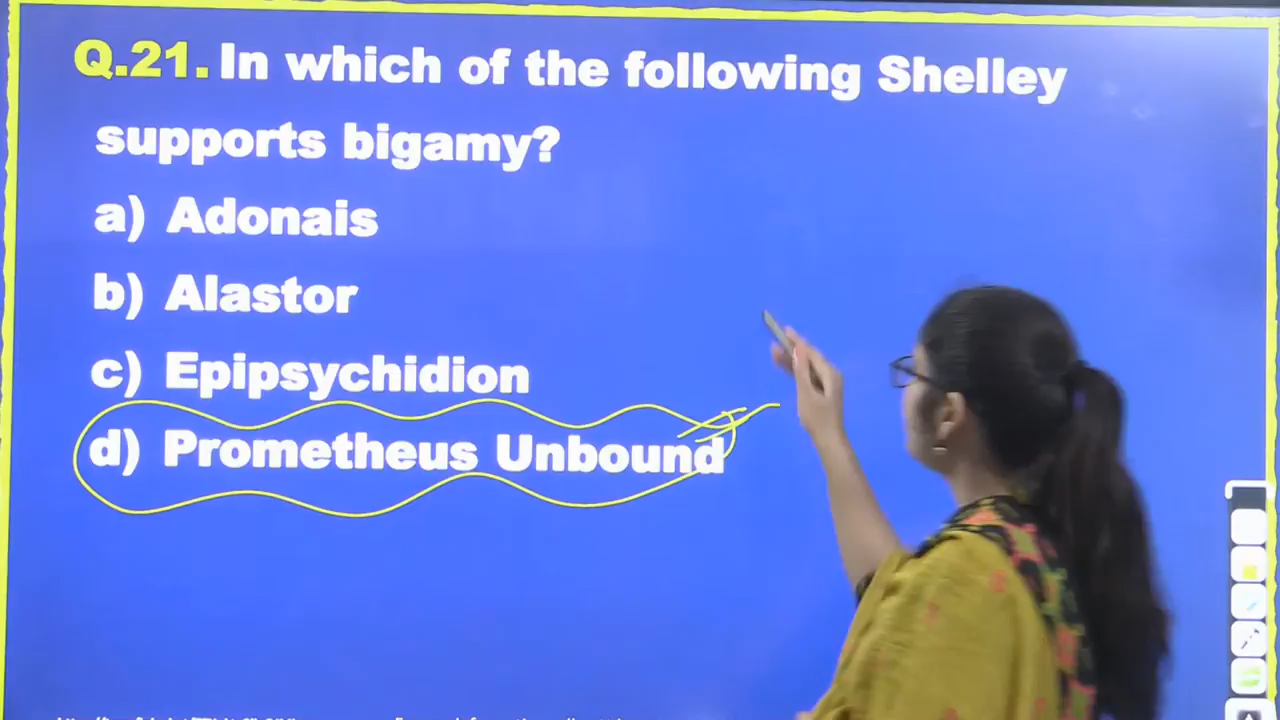 Q.21. In which of the following Shelley
supports bigamy?
a) Adonais
b) Alastor
c) Epipsychidion
d) Prometheus Unbound